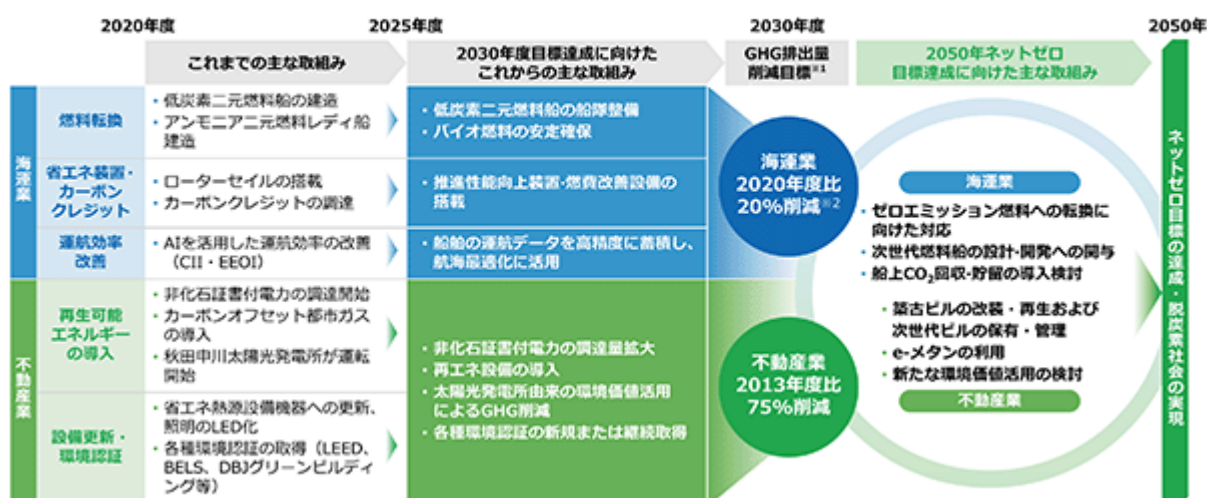 2020年度
2025年度
2030年度
2050年
これまでの主な取組み
2030年度目標達成に向けた
これからの主な取組み
GHG排出量
削減目標※1
2050年ネットゼロ
目標達成に向けた主な取組み
海運業
燃料転換
・低炭素二元燃料船の建造
・アンモニア二元燃料レディ船
建造
・低炭素二元燃料船の船隊整備
・バイオ燃料の安定確保
省エネ装置・
カーボン
クレジット
・ローターセイルの搭載
・カーボンクレジットの調達
・推進性能向上装置・燃費改善設備の
搭載
運航効率
改善
・AIを活用した運航効率の改善
（CII・EEOI）
・船舶の運航データを高精度に蓄積し、
航海最適化に活用
海運業
2020年度比
20%削減※2
不動産業
再生可能
エネルギー
の導入
・非化石証書付電力の調達開始
・カーボンオフセット都市ガス
の導入
・秋田中川太陽光発電所が運転
開始
設備更新・
環境認証
・省エネ熱源設備機器への更新、
照明のLED化
・各種環境認証の取得（LEED、
BELS、DBJグリーンビルディ
ング等）
・非化石証書付電力の調達量拡大
・再エネ設備の導入
・太陽光発電所由来の環境価値活用
によるGHG削減
・各種環境認証の新規または継続取得
不動産業
2013年度比
75%削減
海運業
・ゼロエミッション燃料への転換に
向けた対応
・次世代燃料船の設計・開発への関与
・船上CO₂回収・貯留の導入検討
・築古ビルの改装・再生および
次世代ビルの保有・管理
・e-メタンの利用
・新たな環境価値活用の検討
不動産業
ネットゼロ目標の達成・脱炭素社会の実現